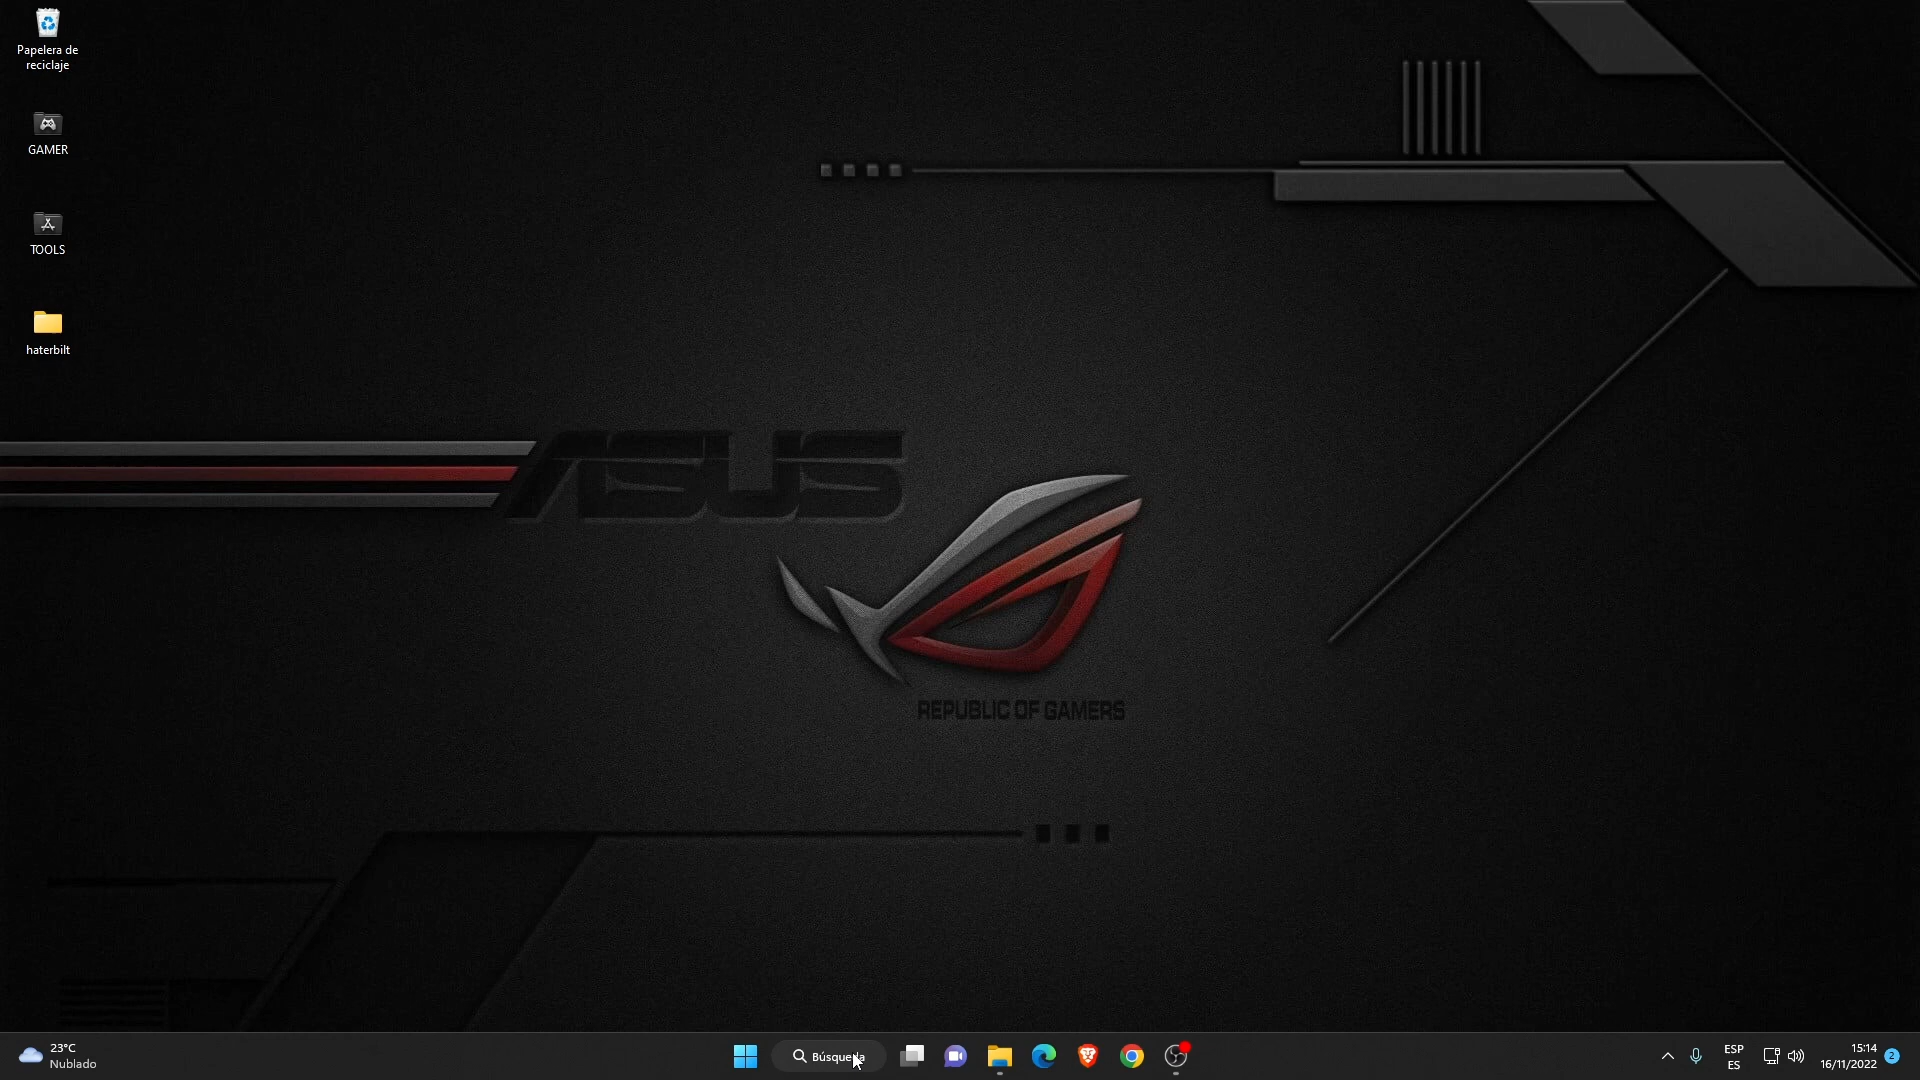 Papelera de
reciclaje
GAMER
TOOLS
haterbilt
ASUS
REPUBLIC OF GAMERS
23°C
Nublado
Búsqueda
ESP
ES
15:14
16/11/2022
2